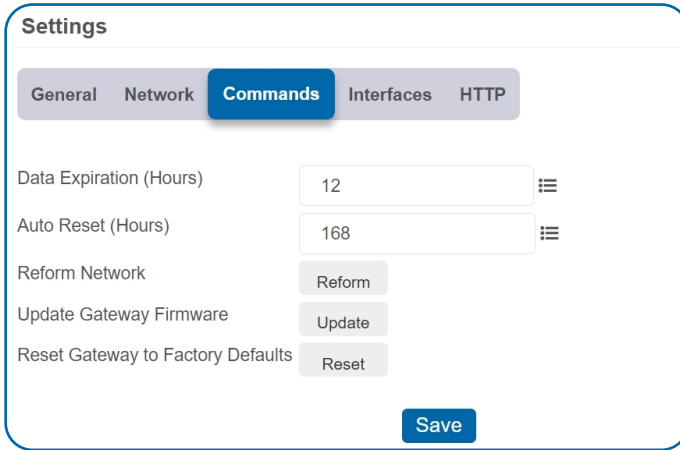 Settings
General Network Commands Interfaces HTTP
Data Expiration (Hours) 12
Auto Reset (Hours) 168
Reform Network Reform
Update Gateway Firmware Update
Reset Gateway to Factory Defaults Reset
Save